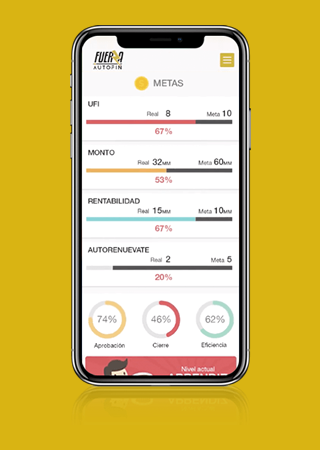 FUERZA
AUTOFIN
METAS
UFI
Real 8 Meta 10
67%
MONTO
Real 32MM Meta 60MM
53%
RENTABILIDAD
Real 15MM Meta 10MM
67%
AUTORENUEVATE
Real 2 Meta 5
20%
74% 46% 62%
Aprobación Cierre Eficiencia
Nivel actual